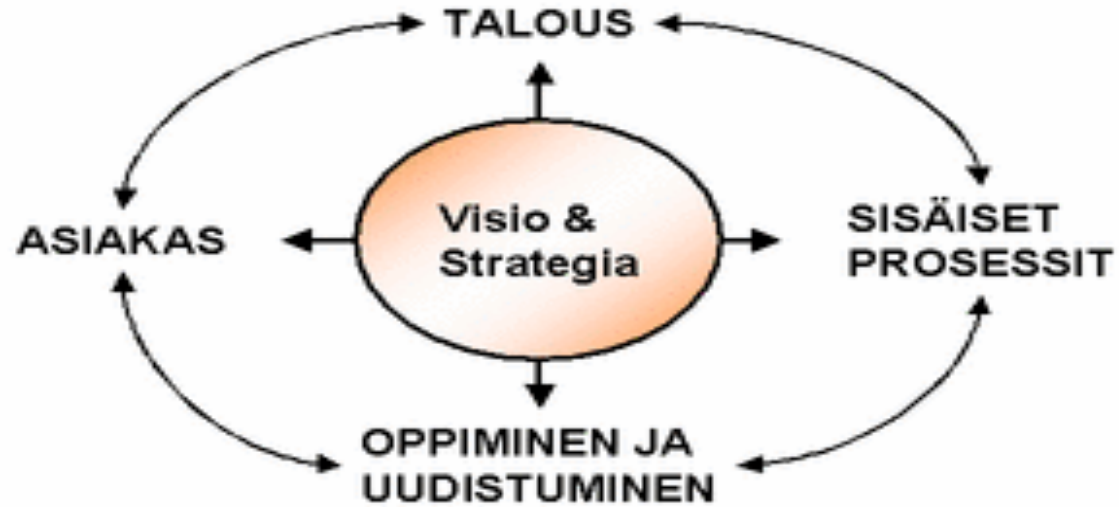 TALOUS
ASIAKAS
Visio &
Strategia
SISÄISET
PROSESSIT
OPPIMINEN JA
UUDISTUMINEN